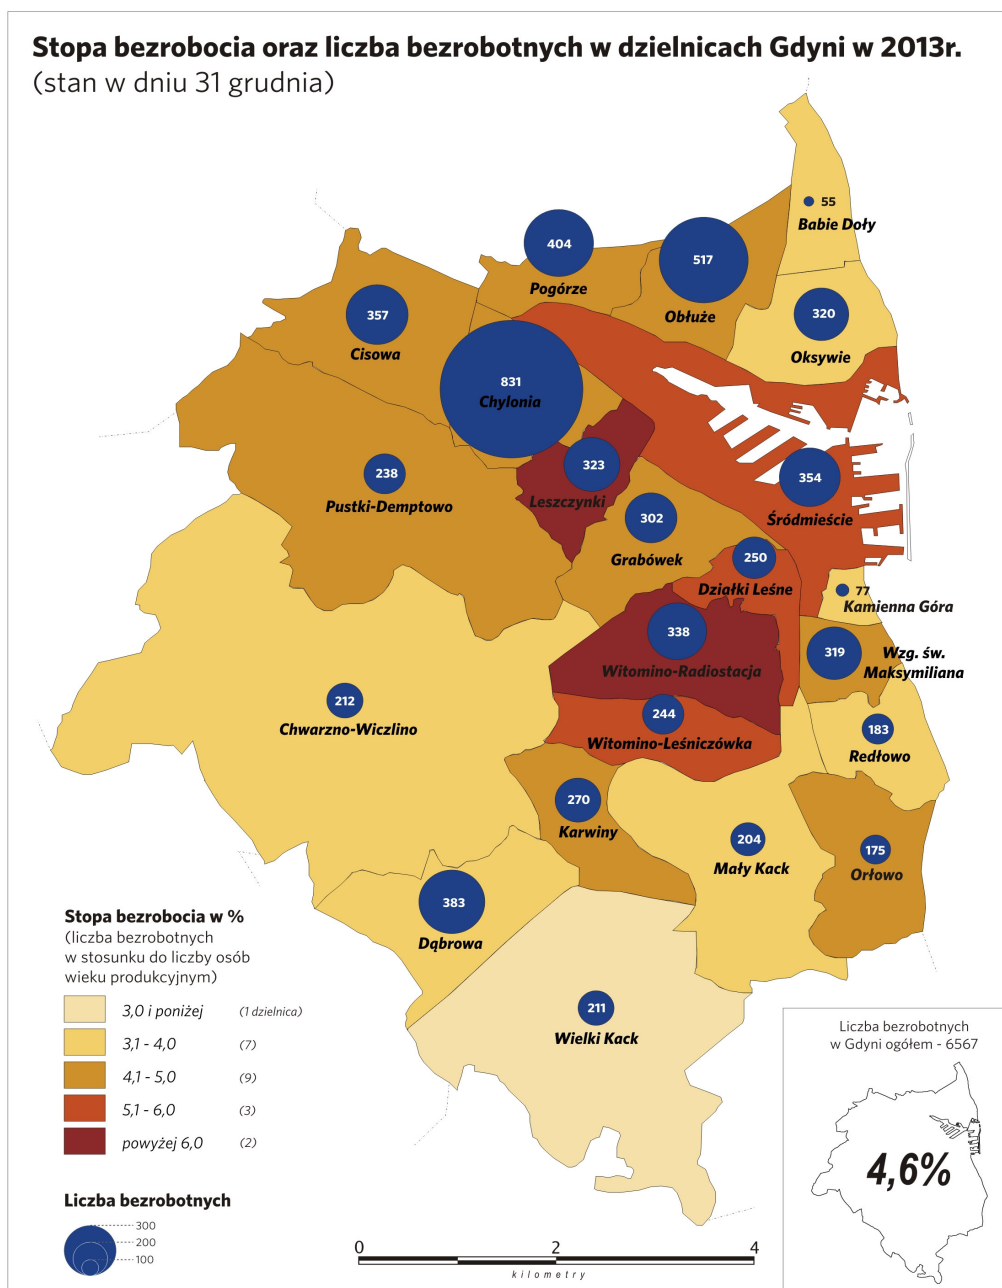 Stopa bezrobocia oraz liczba bezrobotnych w dzielnicach Gdyni w 2013r.
(stan w dniu 31 grudnia)
55
Babie Doły
404
Pogórze
517
Obłuże
357
Cisowa
320
Oksywie
831
Chylonia
238
Pustki-Demptowo
323
Leszczynki
354
Śródmieście
302
Grabówek
250
Działki Leśne
77
Kamienna Góra
338
Witomino-Radiostacja
319
Wzg. św.
Maksymiliana
212
Chwarzno-Wiczlino
244
Witomino-Leśniczówka
183
Redłowo
270
Karwiny
204
Mały Kack
175
Orłowo
383
Dąbrowa
211
Wielki Kack
Stopa bezrobocia w %
(liczba bezrobotnych
w stosunku do liczby osób
wieku produkcyjnym)
3,0 i poniżej (1 dzielnica)
3,1 - 4,0 (7)
4,1 - 5,0 (9)
5,1 - 6,0 (3)
powyżej 6,0 (2)
Liczba bezrobotnych
300
200
100
0 2 4
kilometry
Liczba bezrobotnych
w Gdyni ogółem - 6567
4,6%